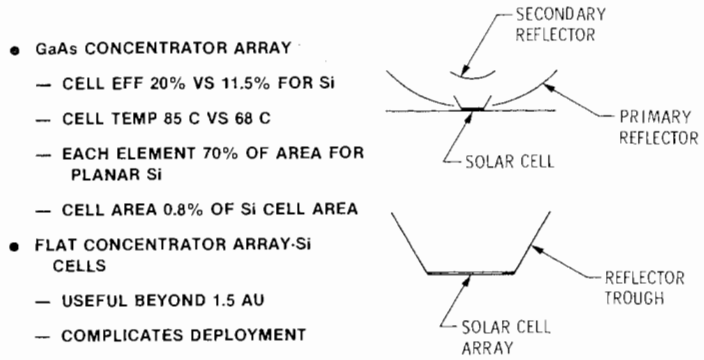 ● GaAs CONCENTRATOR ARRAY
— CELL EFF 20% VS 11.5% FOR Si
— CELL TEMP 85 C VS 68 C
— EACH ELEMENT 70% OF AREA FOR
PLANAR Si
— CELL AREA 0.8% OF Si CELL AREA
● FLAT CONCENTRATOR ARRAY-Si
CELLS
— USEFUL BEYOND 1.5 AU
— COMPLICATES DEPLOYMENT
SECONDARY
REFLECTOR
PRIMARY
REFLECTOR
SOLAR CELL
REFLECTOR
TROUGH
SOLAR CELL
ARRAY